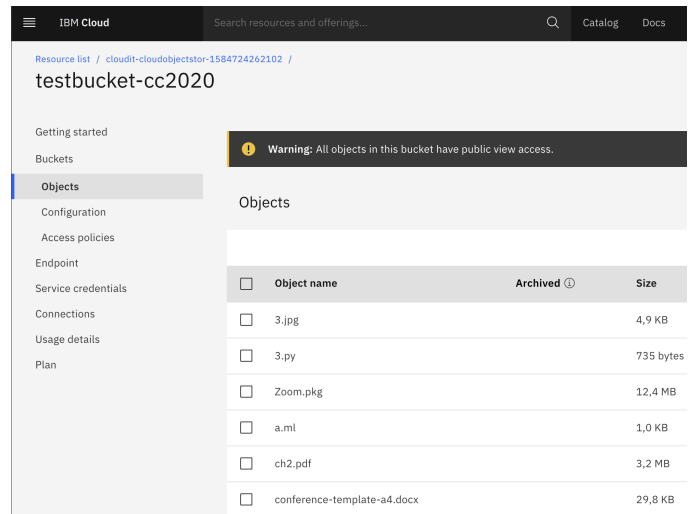 IBM Cloud
Search resources and offerings...
Catalog
Docs
Resource list / cloudit-cloudobjectstor-1584724262102 /
testbucket-cc2020
Getting started
Buckets
Objects
Configuration
Access policies
Endpoint
Service credentials
Connections
Usage details
Plan
Warning: All objects in this bucket have public view access.
Objects
Object name Archived Size
3.jpg 4,9 KB
3.py 735 bytes
Zoom.pkg 12,4 MB
a.ml 1,0 KB
ch2.pdf 3,2 MB
conference-template-a4.docx 29,8 KB